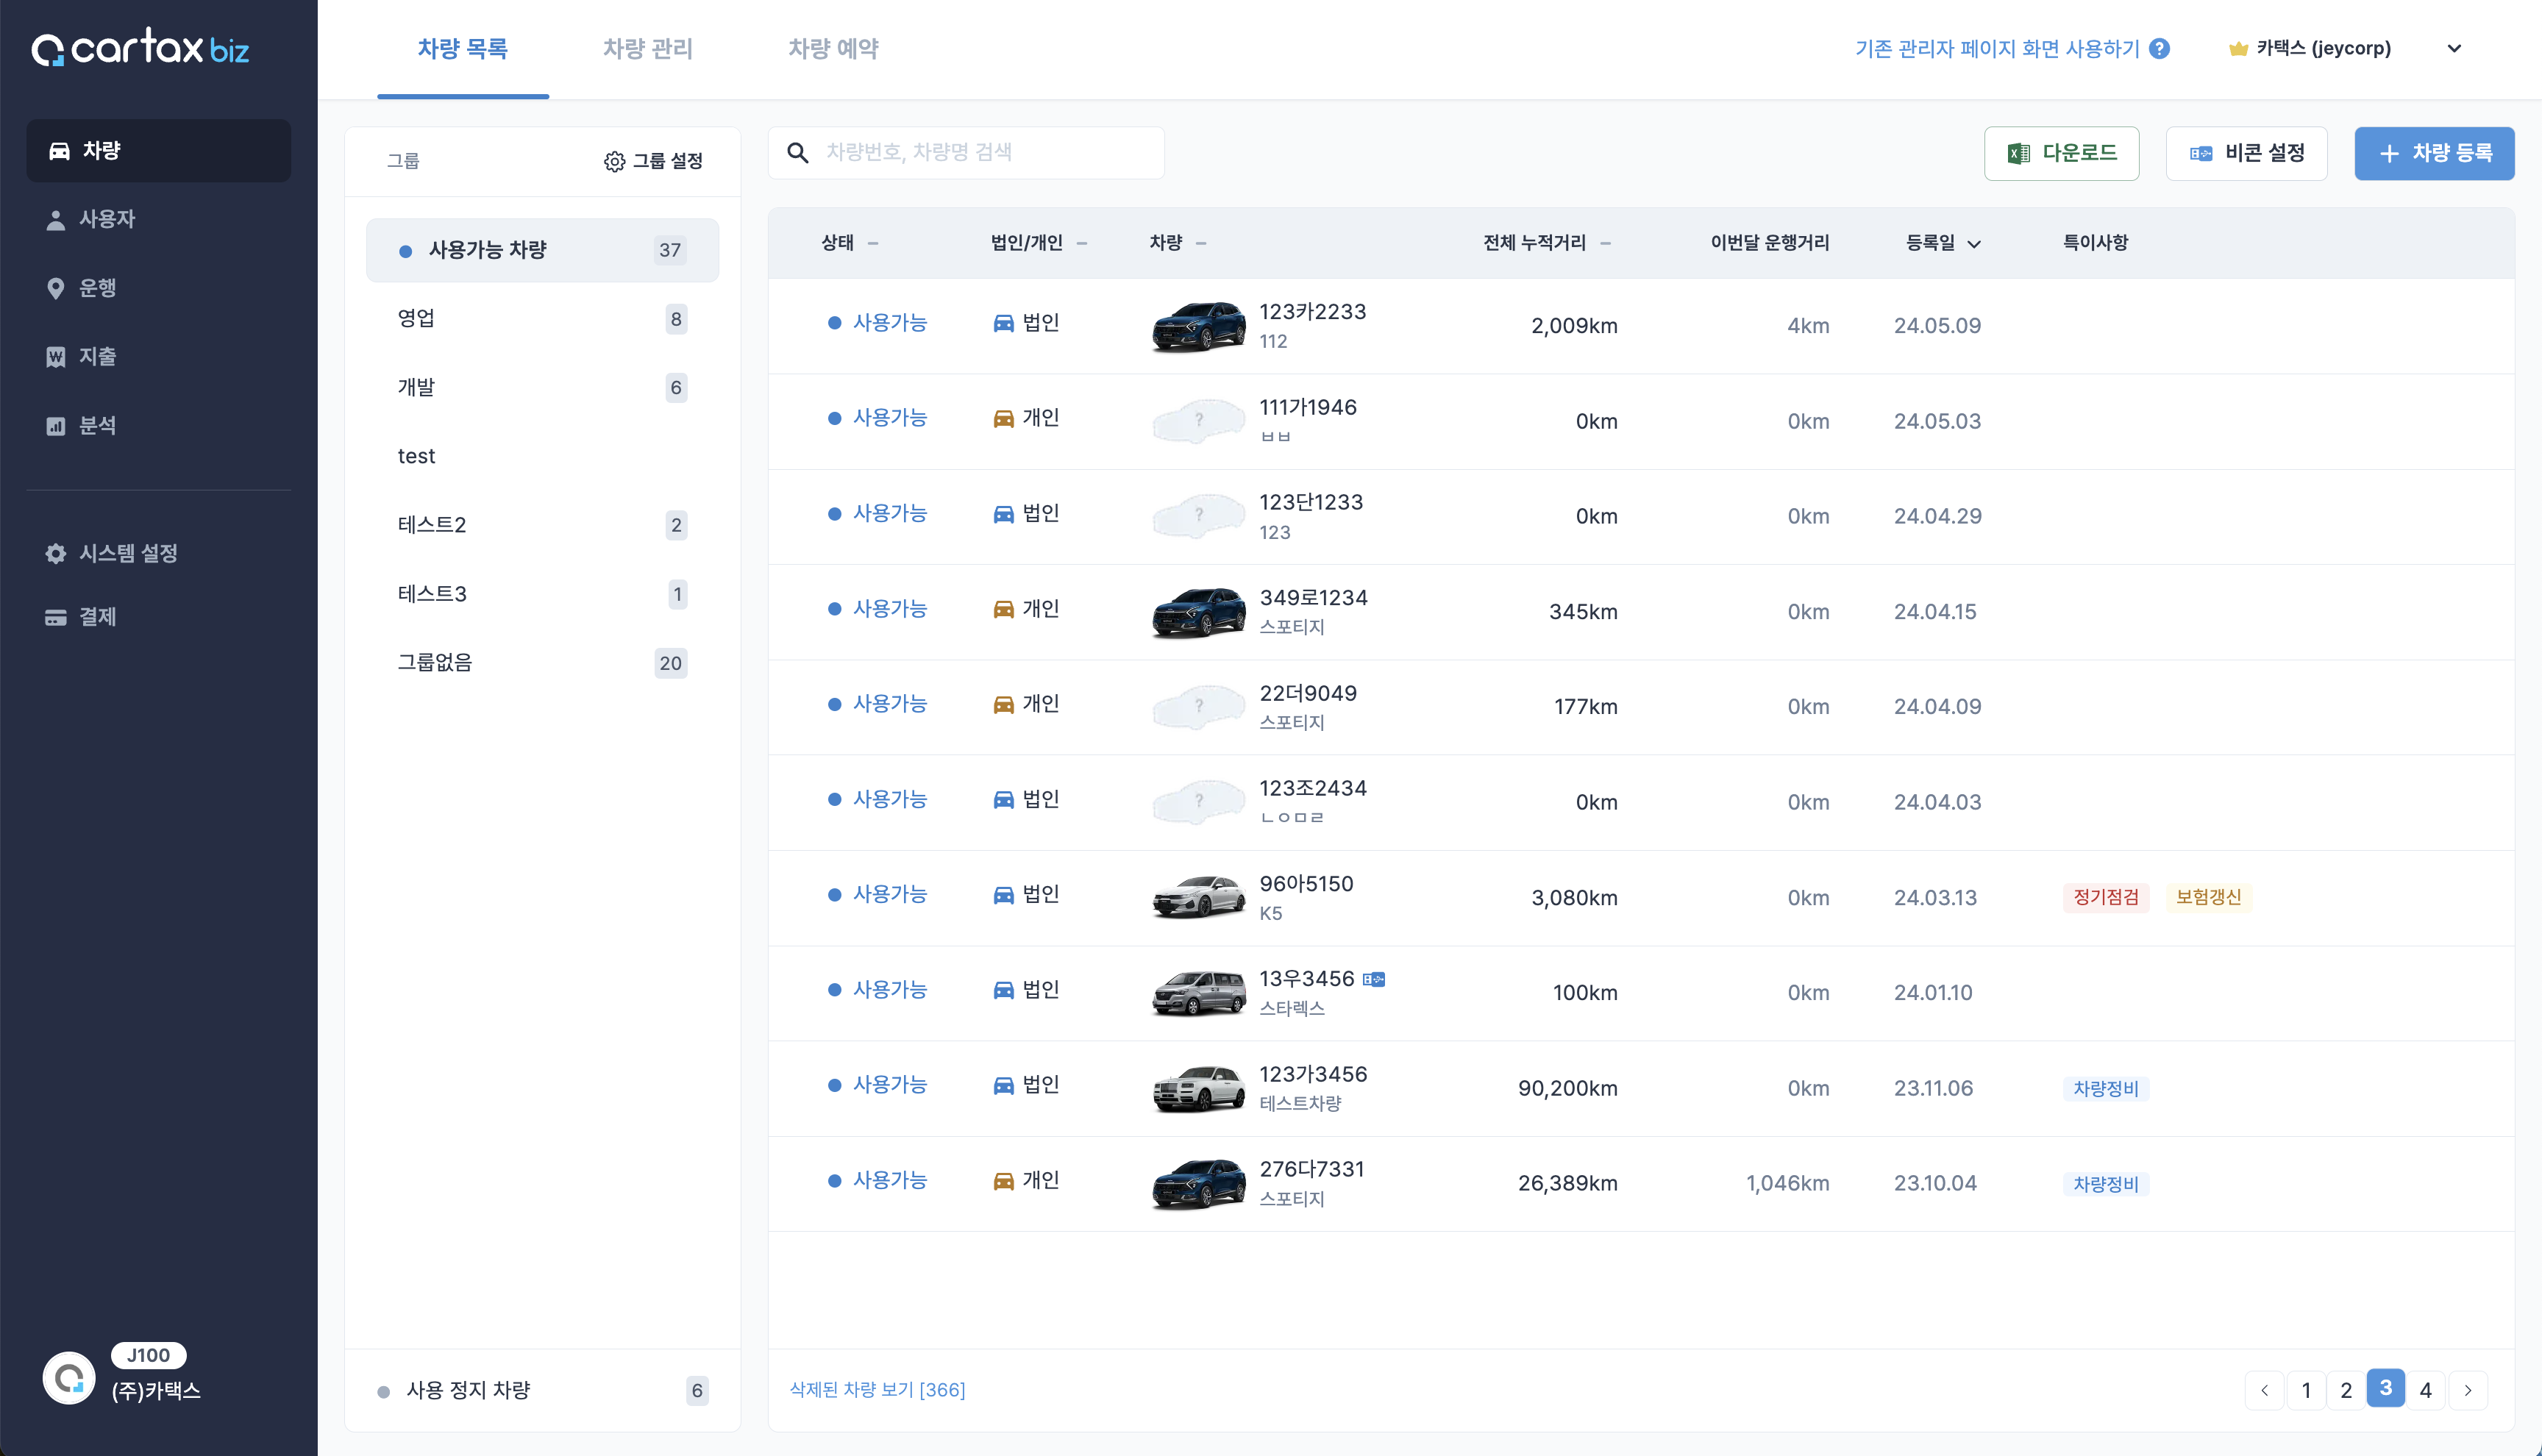 cartax biz
차량 목록
차량 관리
차량 예약
기존 관리자 페이지 화면 사용하기 ?
카택스 (jeycorp)
차량
사용자
운행
지출
분석
시스템 설정
결제
J100
(주)카택스
그룹
그룹 설정
사용가능 차량 37
영업 8
개발 6
test
테스트2 2
테스트3 1
그룹없음 20
사용 정지 차량 6
차량번호, 차량명 검색
다운로드
비콘 설정
+ 차량 등록
상태 – 법인/개인 – 차량 – 전체 누적거리 – 이번달 운행거리 등록일 특이사항
사용가능 법인 123카2233 2,009km 4km 24.05.09
112
사용가능 개인 111가1946 0km 0km 24.05.03
ㅂㅂ
사용가능 법인 123단1233 0km 0km 24.04.29
123
사용가능 개인 349로1234 345km 0km 24.04.15
스포티지
사용가능 개인 22더9049 177km 0km 24.04.09
스포티지
사용가능 법인 123조2434 0km 0km 24.04.03
ㄴㅇㅁㄹ
사용가능 법인 96아5150 3,080km 0km 24.03.13 정기점검 보험갱신
K5
사용가능 법인 13우3456 100km 0km 24.01.10
스타렉스
사용가능 법인 123가3456 90,200km 0km 23.11.06 차량정비
테스트차량
사용가능 개인 276다7331 26,389km 1,046km 23.10.04 차량정비
스포티지
삭제된 차량 보기 [366]
< 1 2 3 4 >